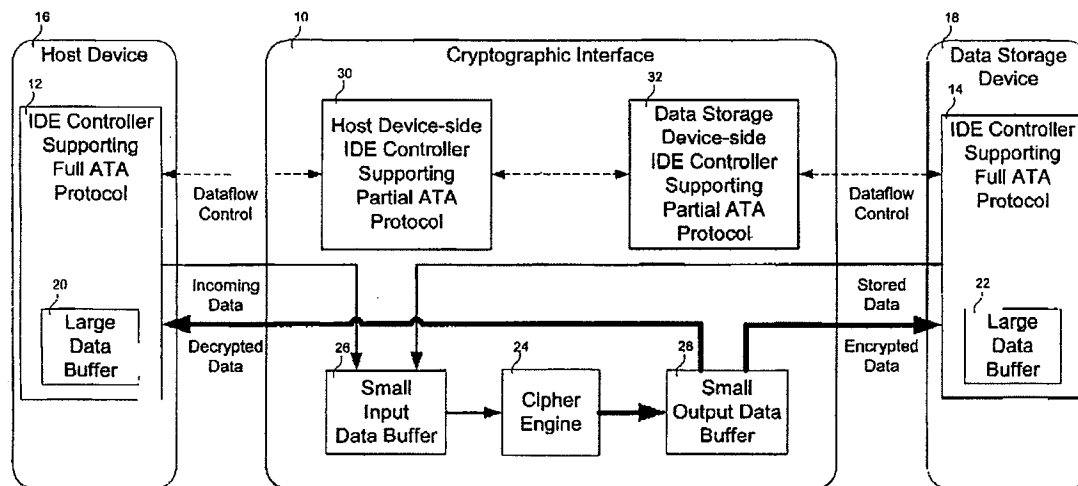 16
Host Device
12
IDE Controller
Supporting
Full ATA
Protocol
20
Large
Data
Buffer
Dataflow
Control
Incoming
Data
Decrypted
Data
10
Cryptographic Interface
30
Host Device-side
IDE Controller
Supporting
Partial ATA
Protocol
32
Data Storage
Device-side
IDE Controller
Supporting
Partial ATA
Protocol
26
Small
Input
Data Buffer
24
Cipher
Engine
28
Small
Output Data
Buffer
Dataflow
Control
Stored
Data
Encrypted
Data
18
Data Storage
Device
14
IDE Controller
Supporting
Full ATA
Protocol
22
Large
Data
Buffer